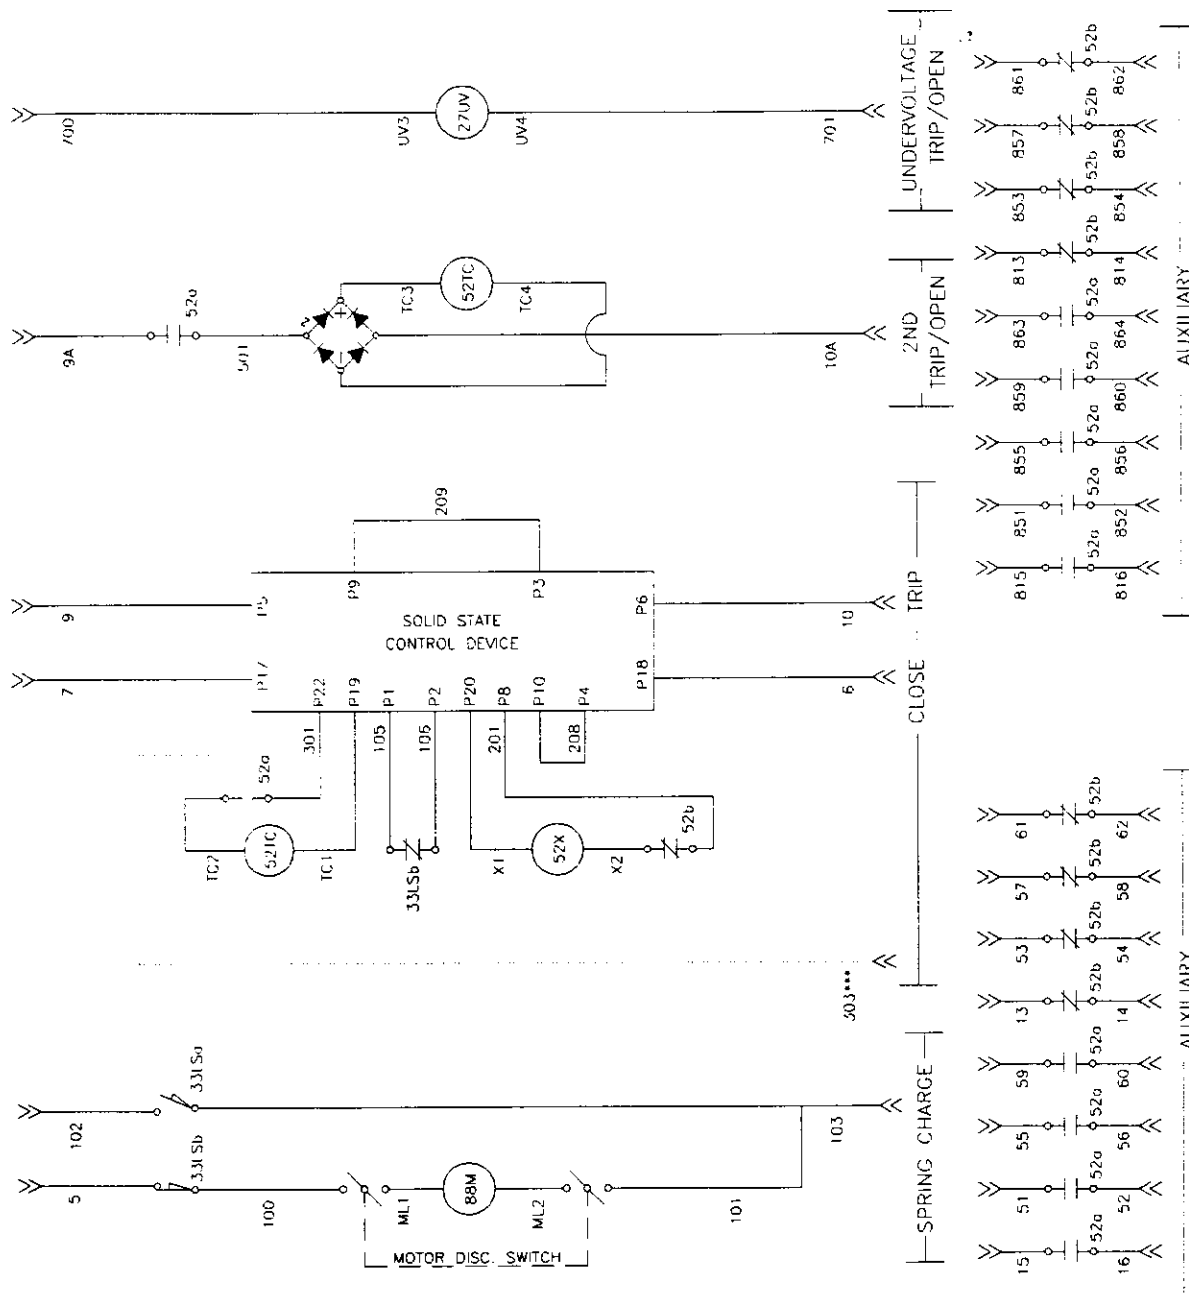 5
33LSb
100
ML1
88M
ML2
101
MOTOR DISC. SWITCH
102
33LSa
103
SPRING CHARGE
303***
TC2
52TC
TC1
52a
301
P22
P19
105
P1
106
P2
33LSb
X1
52X
X2
52b
P20
201
P8
P10
208
P4
7
P17
P18
6
9
P5
P9
209
P3
P6
10
SOLID STATE
CONTROL DEVICE
CLOSE
TRIP
9A
52a
501
TC3
52TC
TC4
10A
2ND
TRIP/OPEN
700
UV3
27UV
UV4
701
UNDERVOLTAGE
TRIP/OPEN
15 52a 16
51 52a 52
55 52a 56
59 52a 60
13 52b 14
53 52b 54
57 52b 58
61 52b 62
AUXILIARY
815 52a 816
851 52a 852
855 52a 856
859 52a 860
863 52a 864
813 52b 814
853 52b 854
857 52b 858
861 52b 862
AUXILIARY